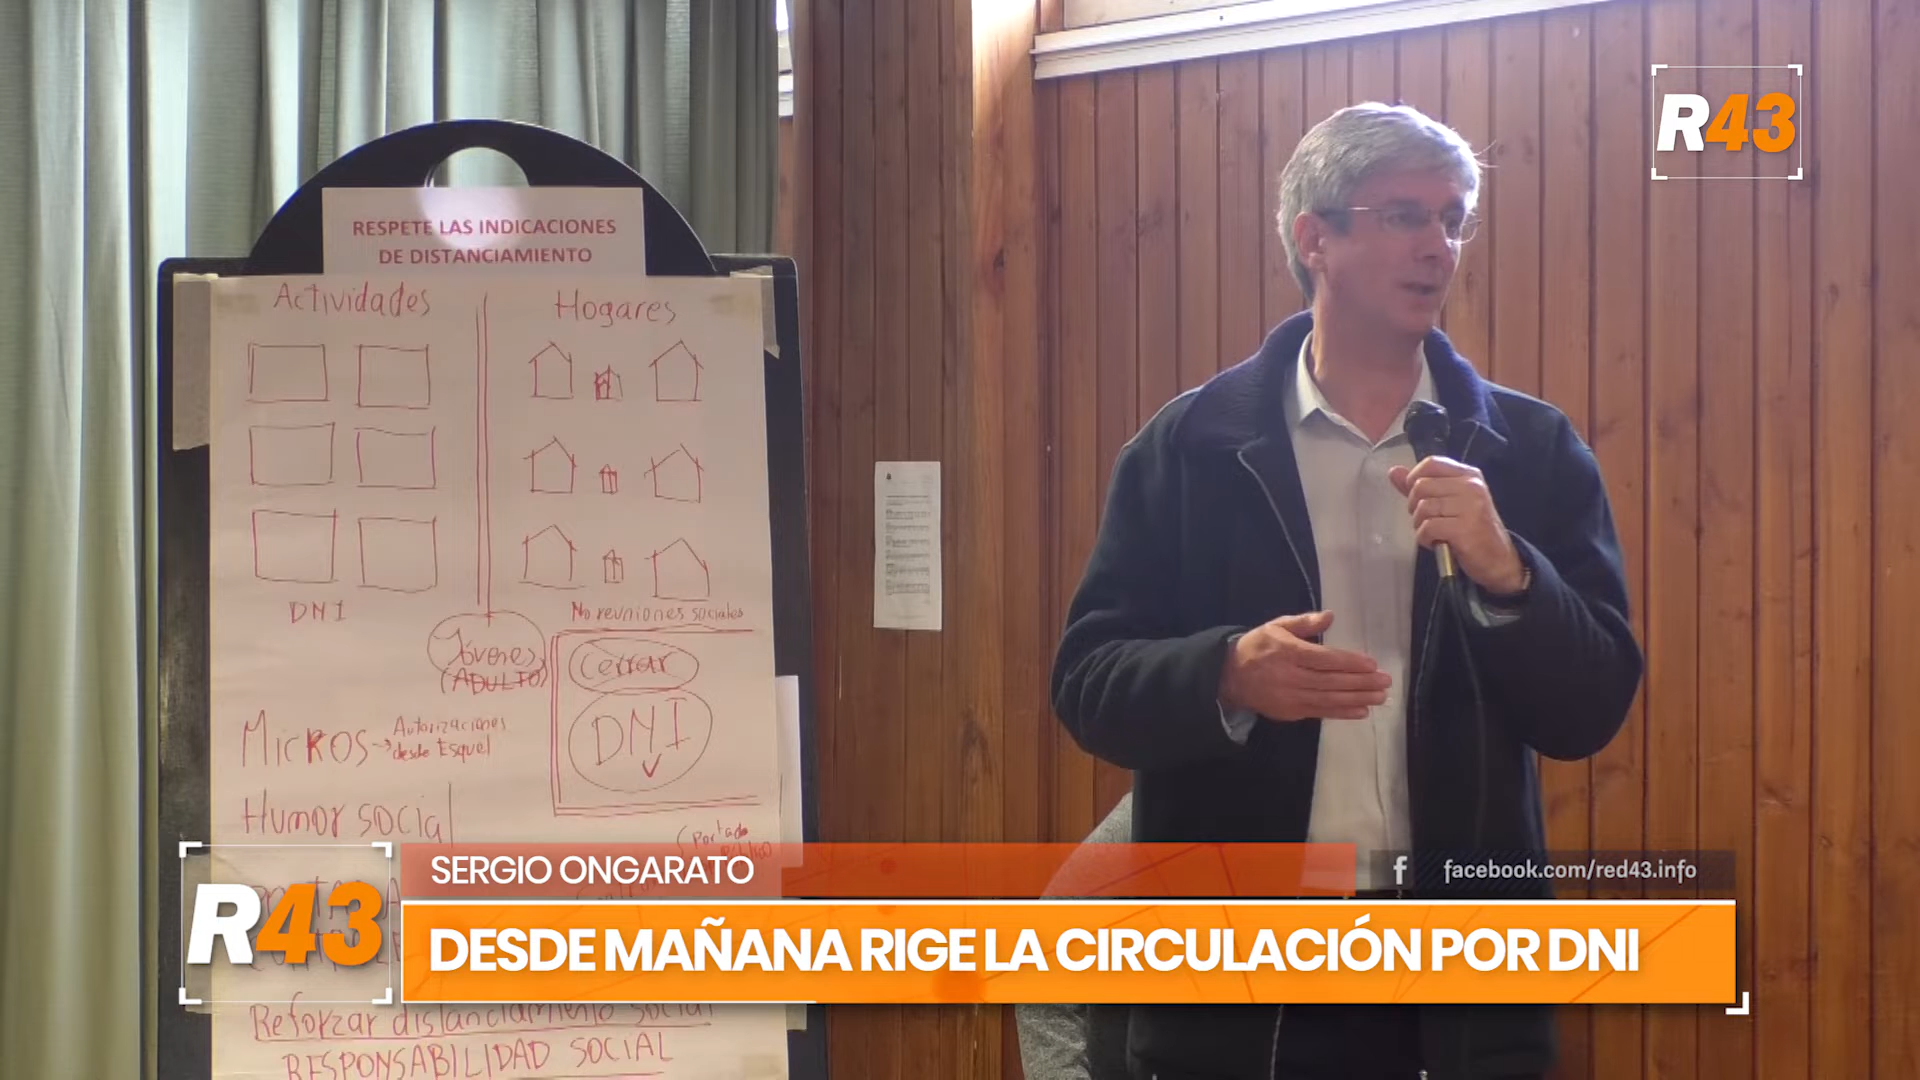 R43
RESPETE LAS INDICACIONES
DE DISTANCIAMIENTO
Actividades
Hogares
DNI
No reuniones sociales
Jóvenes
(ADULTO)
Cerrar
DNI
Micros → Autorizaciones
desde Esquel
Humor social
SERGIO ONGARATO
facebook.com/red43.info
R43
DESDE MAÑANA RIGE LA CIRCULACIÓN POR DNI
Reforzar distanciamiento social
RESPONSABILIDAD SOCIAL